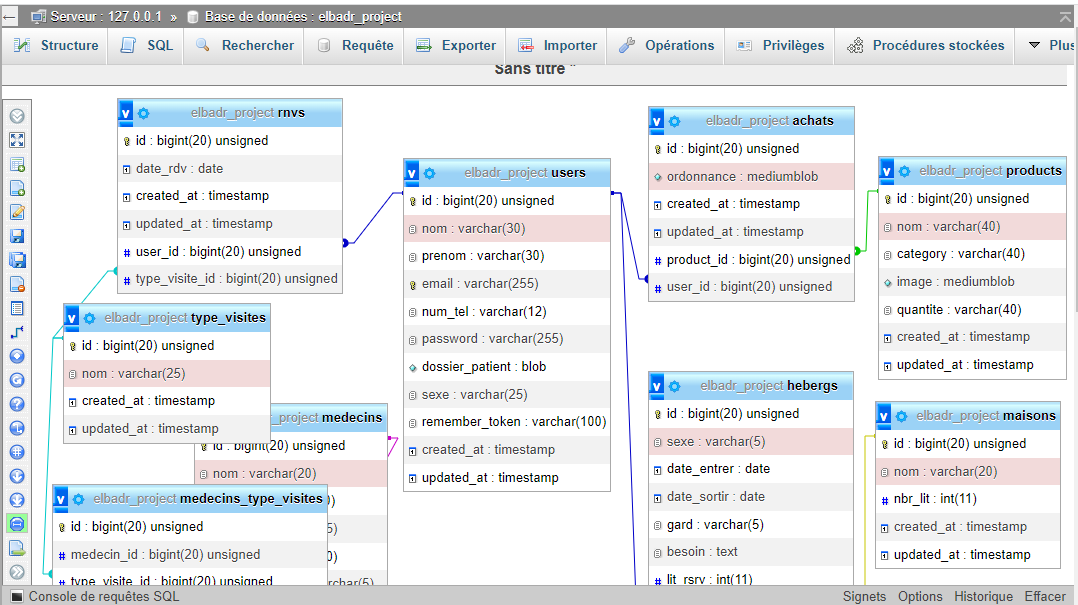 Serveur : 127.0.0.1 » Base de données : elbadr_project
Structure SQL Rechercher Requête Exporter Importer Opérations Privilèges Procédures stockées Plus
Sans titre *
elbadr_project rnvs
id : bigint(20) unsigned
date_rdv : date
created_at : timestamp
updated_at : timestamp
user_id : bigint(20) unsigned
type_visite_id : bigint(20) unsigned
elbadr_project type_visites
id : bigint(20) unsigned
nom : varchar(25)
created_at : timestamp
updated_at : timestamp
_project medecins
id : bigint(20) unsigned
nom : varchar(20)
)
5)
0)
rchar(5)
elbadr_project medecins_type_visites
id : bigint(20) unsigned
medecin_id : bigint(20) unsigned
type_visite_id : bigint(20) unsigned
elbadr_project users
id : bigint(20) unsigned
nom : varchar(30)
prenom : varchar(30)
email : varchar(255)
num_tel : varchar(12)
password : varchar(255)
dossier_patient : blob
sexe : varchar(25)
remember_token : varchar(100)
created_at : timestamp
updated_at : timestamp
elbadr_project achats
id : bigint(20) unsigned
ordonnance : mediumblob
created_at : timestamp
updated_at : timestamp
product_id : bigint(20) unsigned
user_id : bigint(20) unsigned
elbadr_project hebergs
id : bigint(20) unsigned
sexe : varchar(5)
date_entrer : date
date_sortir : date
gard : varchar(5)
besoin : text
lit_rsrv : int(11)
elbadr_project products
id : bigint(20) unsigned
nom : varchar(40)
category : varchar(40)
image : mediumblob
quantite : varchar(40)
created_at : timestamp
updated_at : timestamp
elbadr_project maisons
id : bigint(20) unsigned
nom : varchar(20)
nbr_lit : int(11)
created_at : timestamp
updated_at : timestamp
Console de requêtes SQL Signets Options Historique Effacer